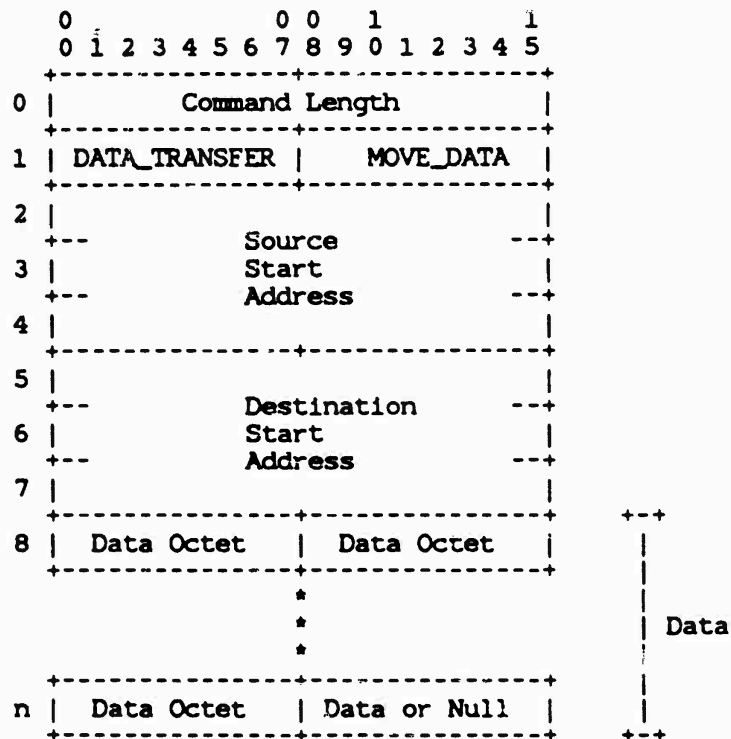 0             0 0   1         1
0 1 2 3 4 5 6 7 8 9 0 1 2 3 4 5
0 | Command Length |
1 | DATA_TRANSFER | MOVE_DATA |
2 |
Source
3 | Start |
Address
4 | |
5 | |
Destination
6 | Start |
Address
7 | |
8 | Data Octet | Data Octet |
*
*
* Data
n | Data Octet | Data or Null |